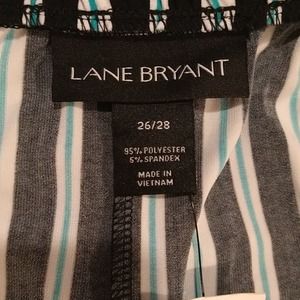 LANE BRYANT
26/28
95% POLYESTER
5% SPANDEX
MADE IN
VIETNAM